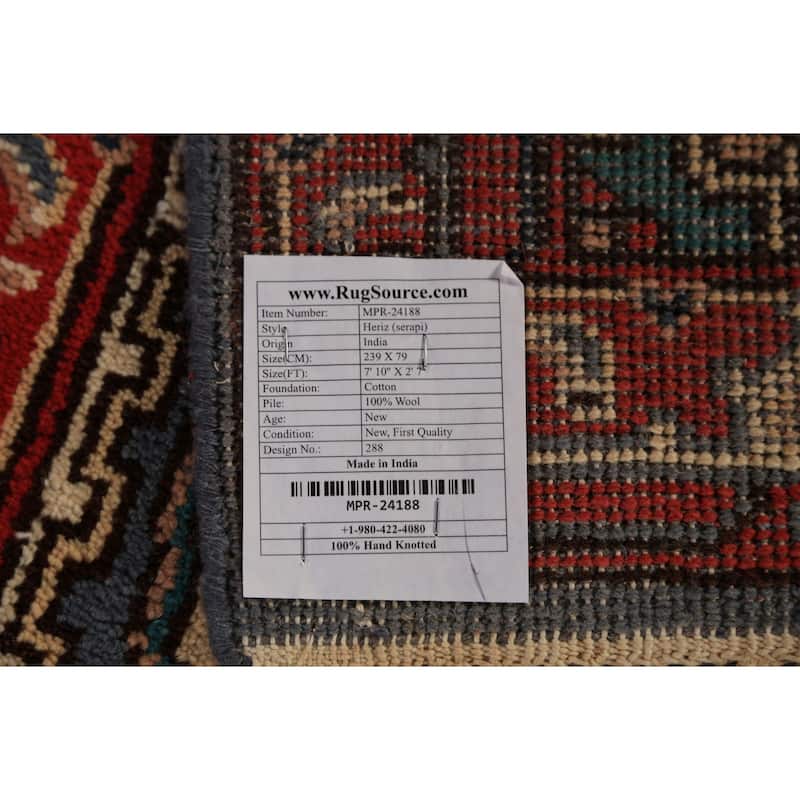 www.RugSource.com
Item Number: MPR-24188
Style Heriz (serapi)
Origin India
Size(CM): 239 X 79
Size(FT): 7' 10" X 2' 7"
Foundation: Cotton
Pile: 100% Wool
Age: New
Condition: New, First Quality
Design No.: 288
Made in India
MPR-24188
+1-980-422-4080
100% Hand Knotted